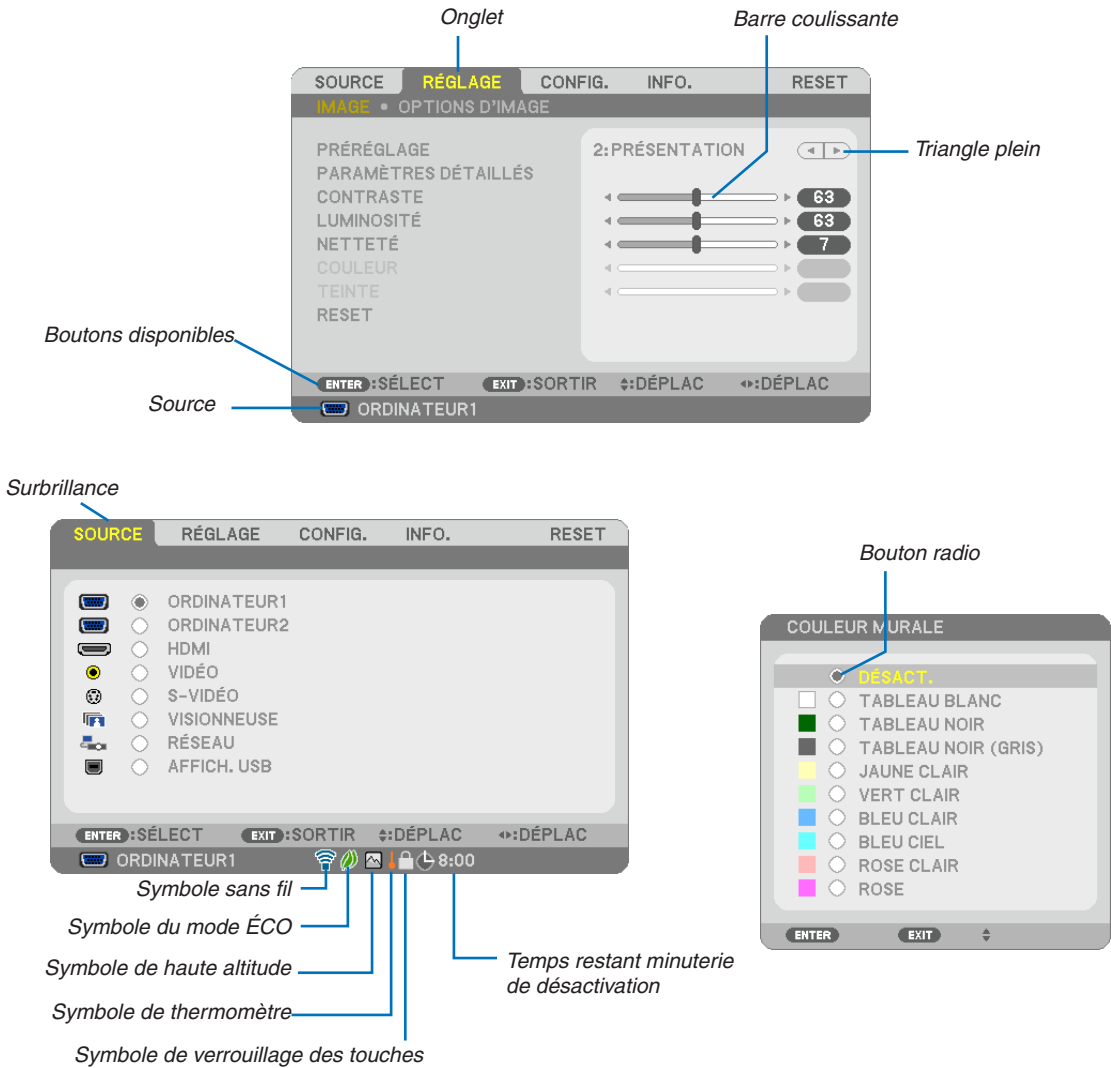 Onglet
Barre coulissante
SOURCE RÉGLAGE CONFIG. INFO. RESET
IMAGE • OPTIONS D'IMAGE
PRÉRÉGLAGE 2:PRÉSENTATION
Triangle plein
PARAMÈTRES DÉTAILLÉS
CONTRASTE 63
LUMINOSITÉ 63
NETTETÉ 7
COULEUR
TEINTE
RESET
Boutons disponibles
ENTER :SÉLECT EXIT :SORTIR :DÉPLAC :DÉPLAC
Source
ORDINATEUR1
Surbrillance
SOURCE RÉGLAGE CONFIG. INFO. RESET
ORDINATEUR1
ORDINATEUR2
HDMI
VIDÉO
S-VIDÉO
VISIONNEUSE
RÉSEAU
AFFICH. USB
ENTER :SÉLECT EXIT :SORTIR :DÉPLAC :DÉPLAC
ORDINATEUR1 8:00
Symbole sans fil
Symbole du mode ÉCO
Symbole de haute altitude
Symbole de thermomètre
Symbole de verrouillage des touches
Temps restant minuterie
de désactivation
Bouton radio
COULEUR MURALE
DÉSACT.
TABLEAU BLANC
TABLEAU NOIR
TABLEAU NOIR (GRIS)
JAUNE CLAIR
VERT CLAIR
BLEU CLAIR
BLEU CIEL
ROSE CLAIR
ROSE
ENTER EXIT